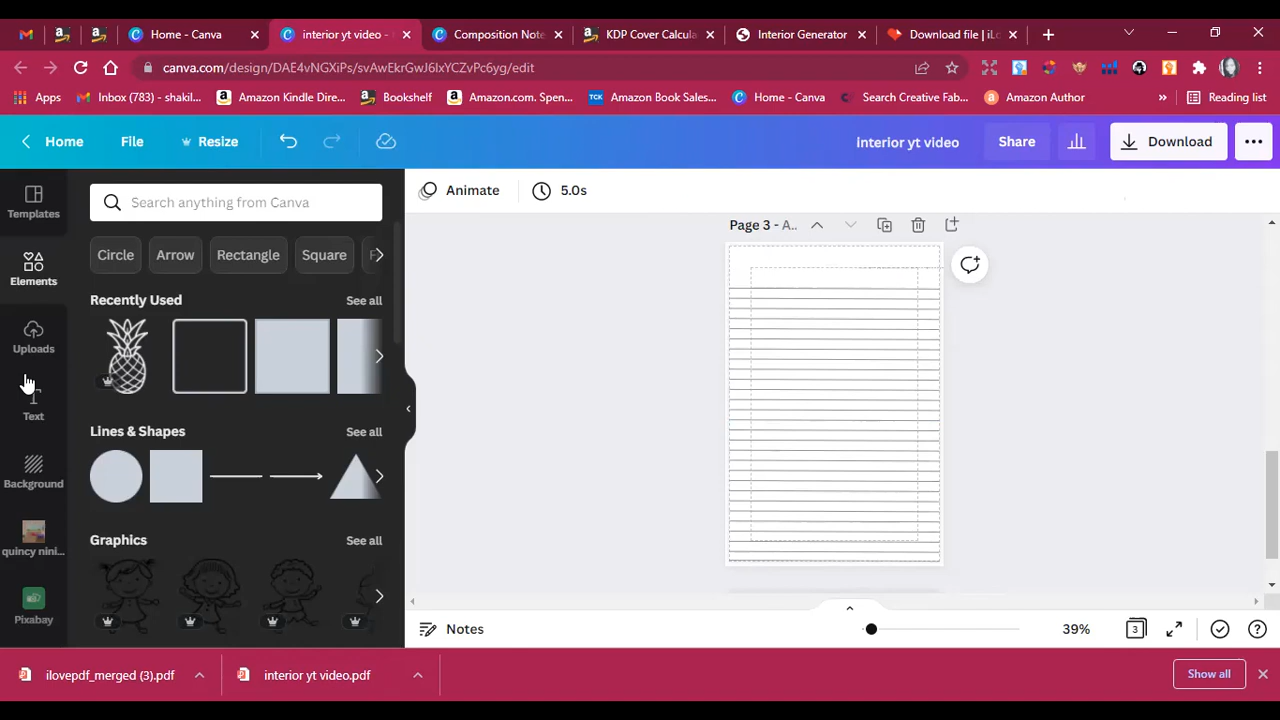 Home - Canva
interior yt video -
Composition Note
KDP Cover Calcula
Interior Generator
Download file | iLo
canva.com/design/DAE4vNGXiPs/svAwEkrGwJ6lxYCZvPc6yg/edit
Apps
Inbox (783) - shakil...
Amazon Kindle Dire...
Bookshelf
Amazon.com. Spen...
TCK
Amazon Book Sales...
Home - Canva
Search Creative Fab...
Amazon Author
Reading list
Home
File
Resize
Interior yt video
Share
Download
Templates
Elements
Uploads
Text
Background
quincy nini...
Pixabay
Search anything from Canva
Circle
Arrow
Rectangle
Square
Recently Used
See all
Lines & Shapes
See all
Graphics
See all
Animate
5.0s
Page 3 - A..
Notes
39%
3
ilovepdf_merged (3).pdf
interior yt video.pdf
Show all